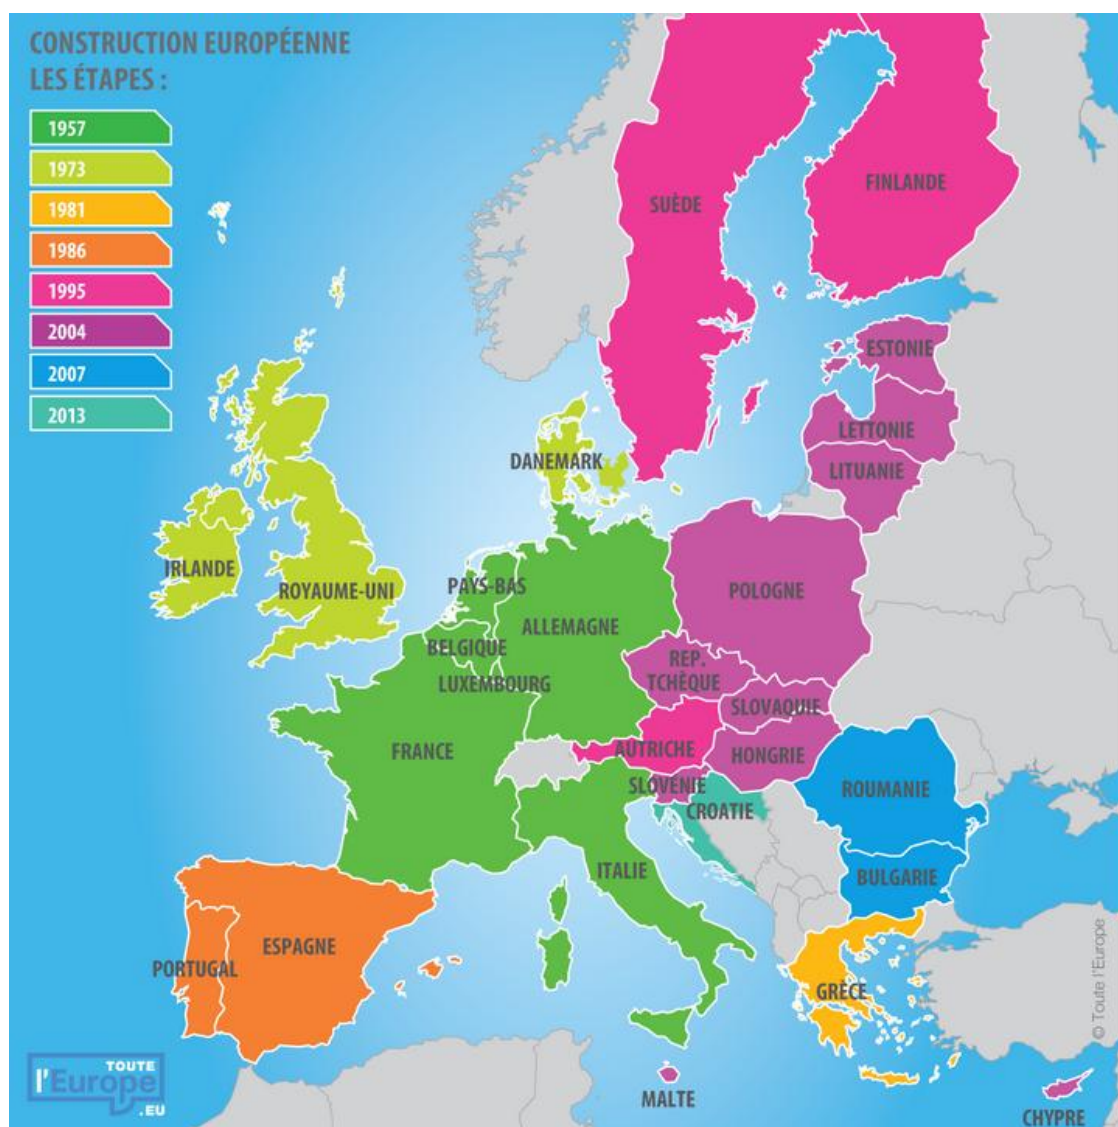 CONSTRUCTION EUROPÉENNE
LES ÉTAPES :
1957
1973
1981
1986
1995
2004
2007
2013
SUÈDE
FINLANDE
ESTONIE
LETTONIE
LITUANIE
DANEMARK
IRLANDE
ROYAUME-UNI
PAYS-BAS
ALLEMAGNE
POLOGNE
BELGIQUE
LUXEMBOURG
REP.
TCHÈQUE
SLOVAQUIE
FRANCE
AUTRICHE
HONGRIE
SLOVÉNIE
CROATIE
ROUMANIE
ITALIE
BULGARIE
PORTUGAL
ESPAGNE
GRÈCE
MALTE
CHYPRE
© Toute l'Europe
TOUTE
l'Europe
.EU